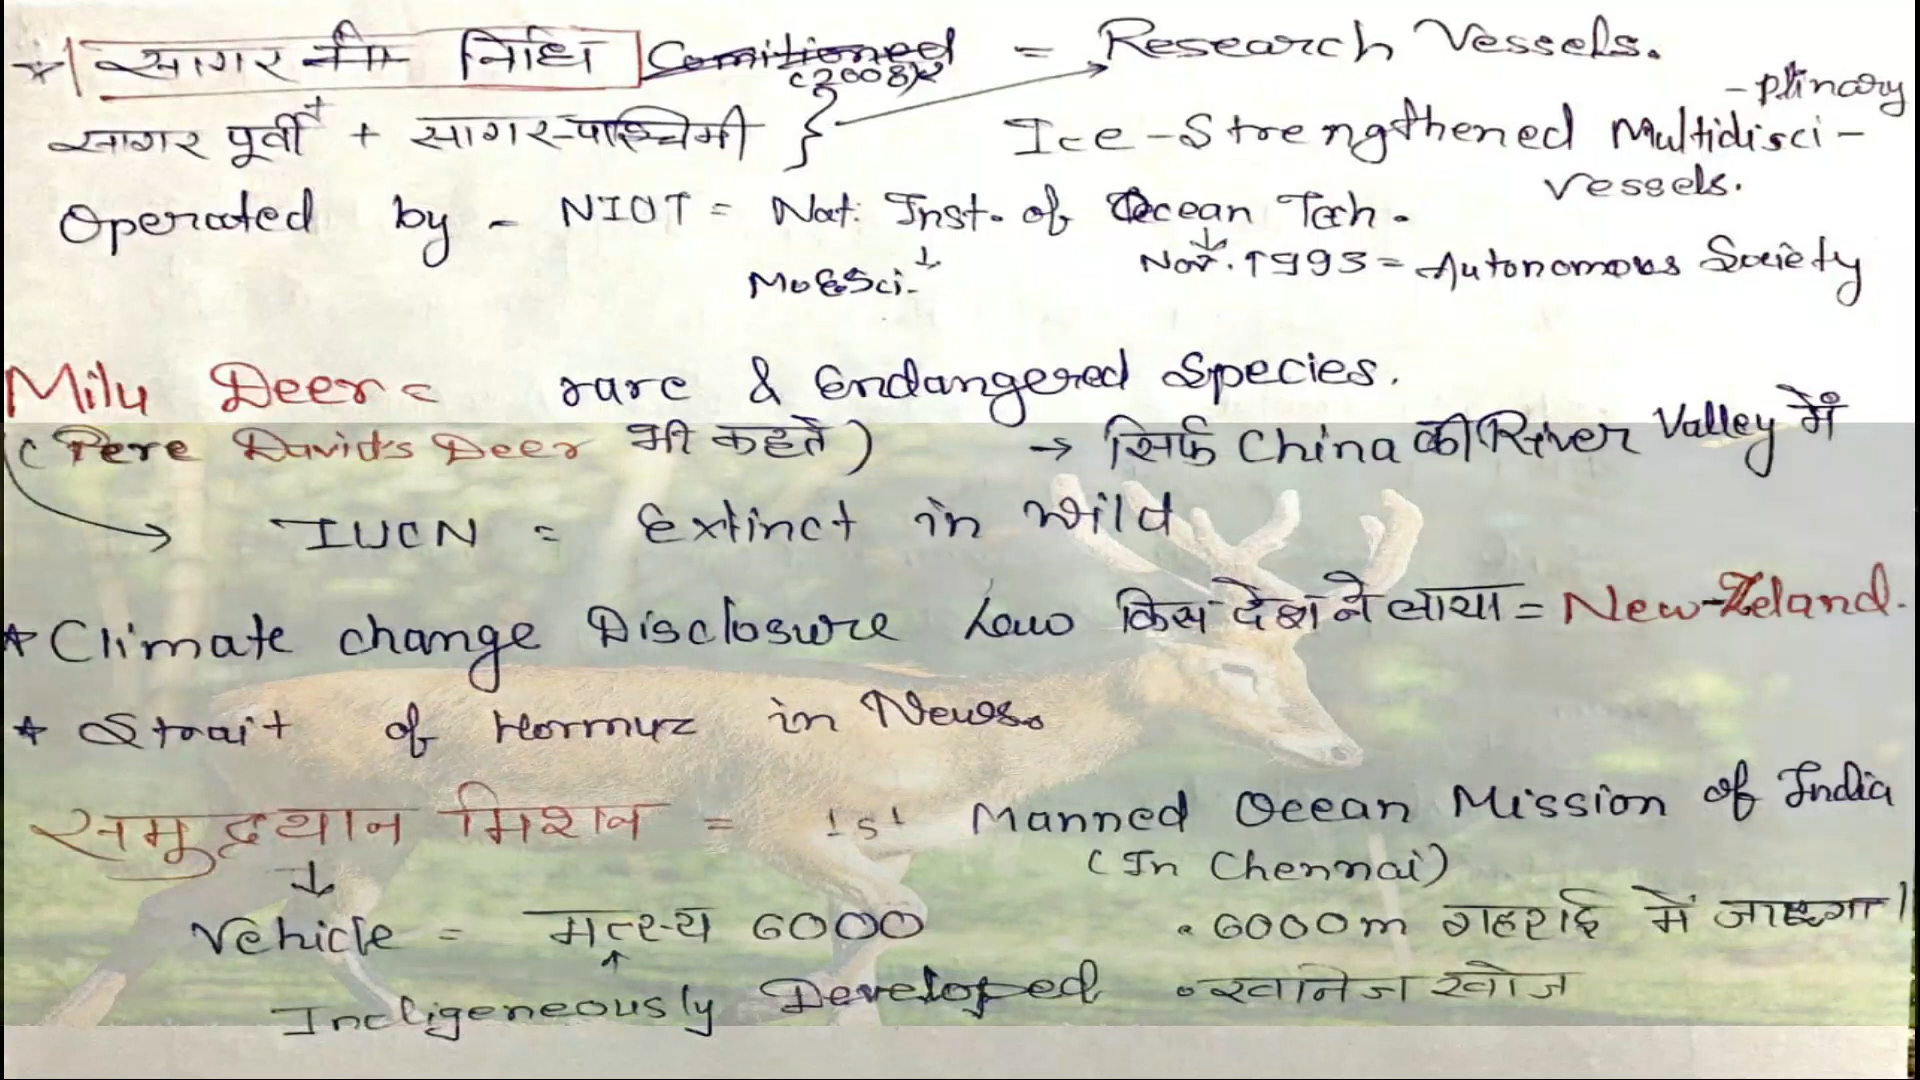 * सागर निधि Comitioned (2008) = Research Vessels.
सागर पूर्वी + सागर-पाश्चिमी } Ice-Strengthened Multidisci-
-plinary
Vessels.
Operated by - NIOT = Nat. Inst. of Ocean Tech.
MoESci. Nov. 1993 = Autonomous Society
Milu Deer = rare & Endangered Species.
(Pere David's Deer भी कहते) → सिर्फ China की River Valley में
→ IUCN = Extinct in Wild
* Climate change Disclosure Law किस देश ने लाया = New-Zeland.
* Strait of Hormuz in News.
समुद्रयान मिशन = 1st Manned Ocean Mission of India
(In Chennai)
↓
Vehicle = मत्स्य 6000 • 6000m गहराई में जाएगा।
Indigeneously Developed • खनिज खोज